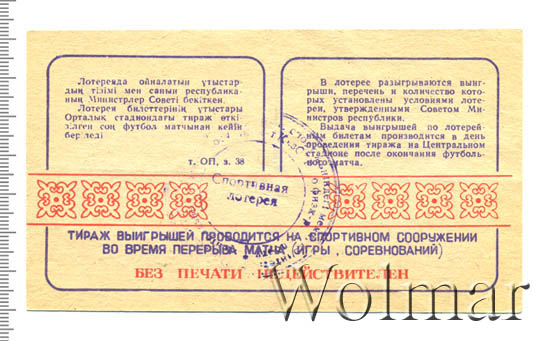 Лотереяда ойналатын ұтыстар-
дың тізімі мен санын республика-
ның Министрлер Советі бекіткен.
Лотерея билеттерінің ұтыстары
Орталық стадиондағы тираж өткі-
зілген соң футбол матчынан кейін
беріледі
т. ОП, з. 38
В лотерее разыгрываются выиг-
рыши, перечень и количество кото-
рых установлены условиями лоте-
реи, утвержденными Советом Ми-
нистров республики.
Выдача выигрышей по лотерей-
ным билетам производится в день
проведения тиража на Центральном
стадионе после окончания футболь-
ного матча.
Спортивная
лотерея
ТИРАЖ ВЫИГРЫШЕЙ ПРОВОДИТСЯ НА СПОРТИВНОМ СООРУЖЕНИИ
ВО ВРЕМЯ ПЕРЕРЫВА МАТЧА (ИГРЫ, СОРЕВНОВАНИЙ)
БЕЗ ПЕЧАТИ НЕДЕЙСТВИТЕЛЕН
Wolmar